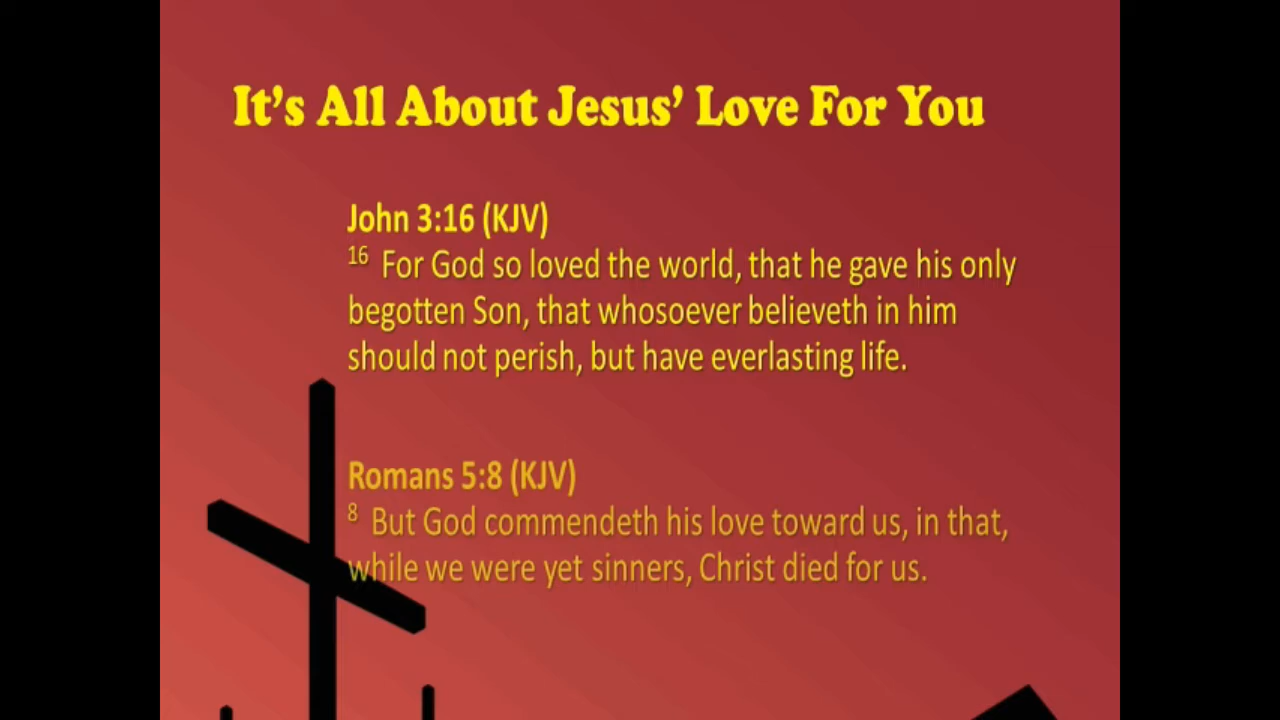 It’s All About Jesus’ Love For You
John 3:16 (KJV)
16 For God so loved the world, that he gave his only
begotten Son, that whosoever believeth in him
should not perish, but have everlasting life.
Romans 5:8 (KJV)
8 But God commendeth his love toward us, in that,
while we were yet sinners, Christ died for us.